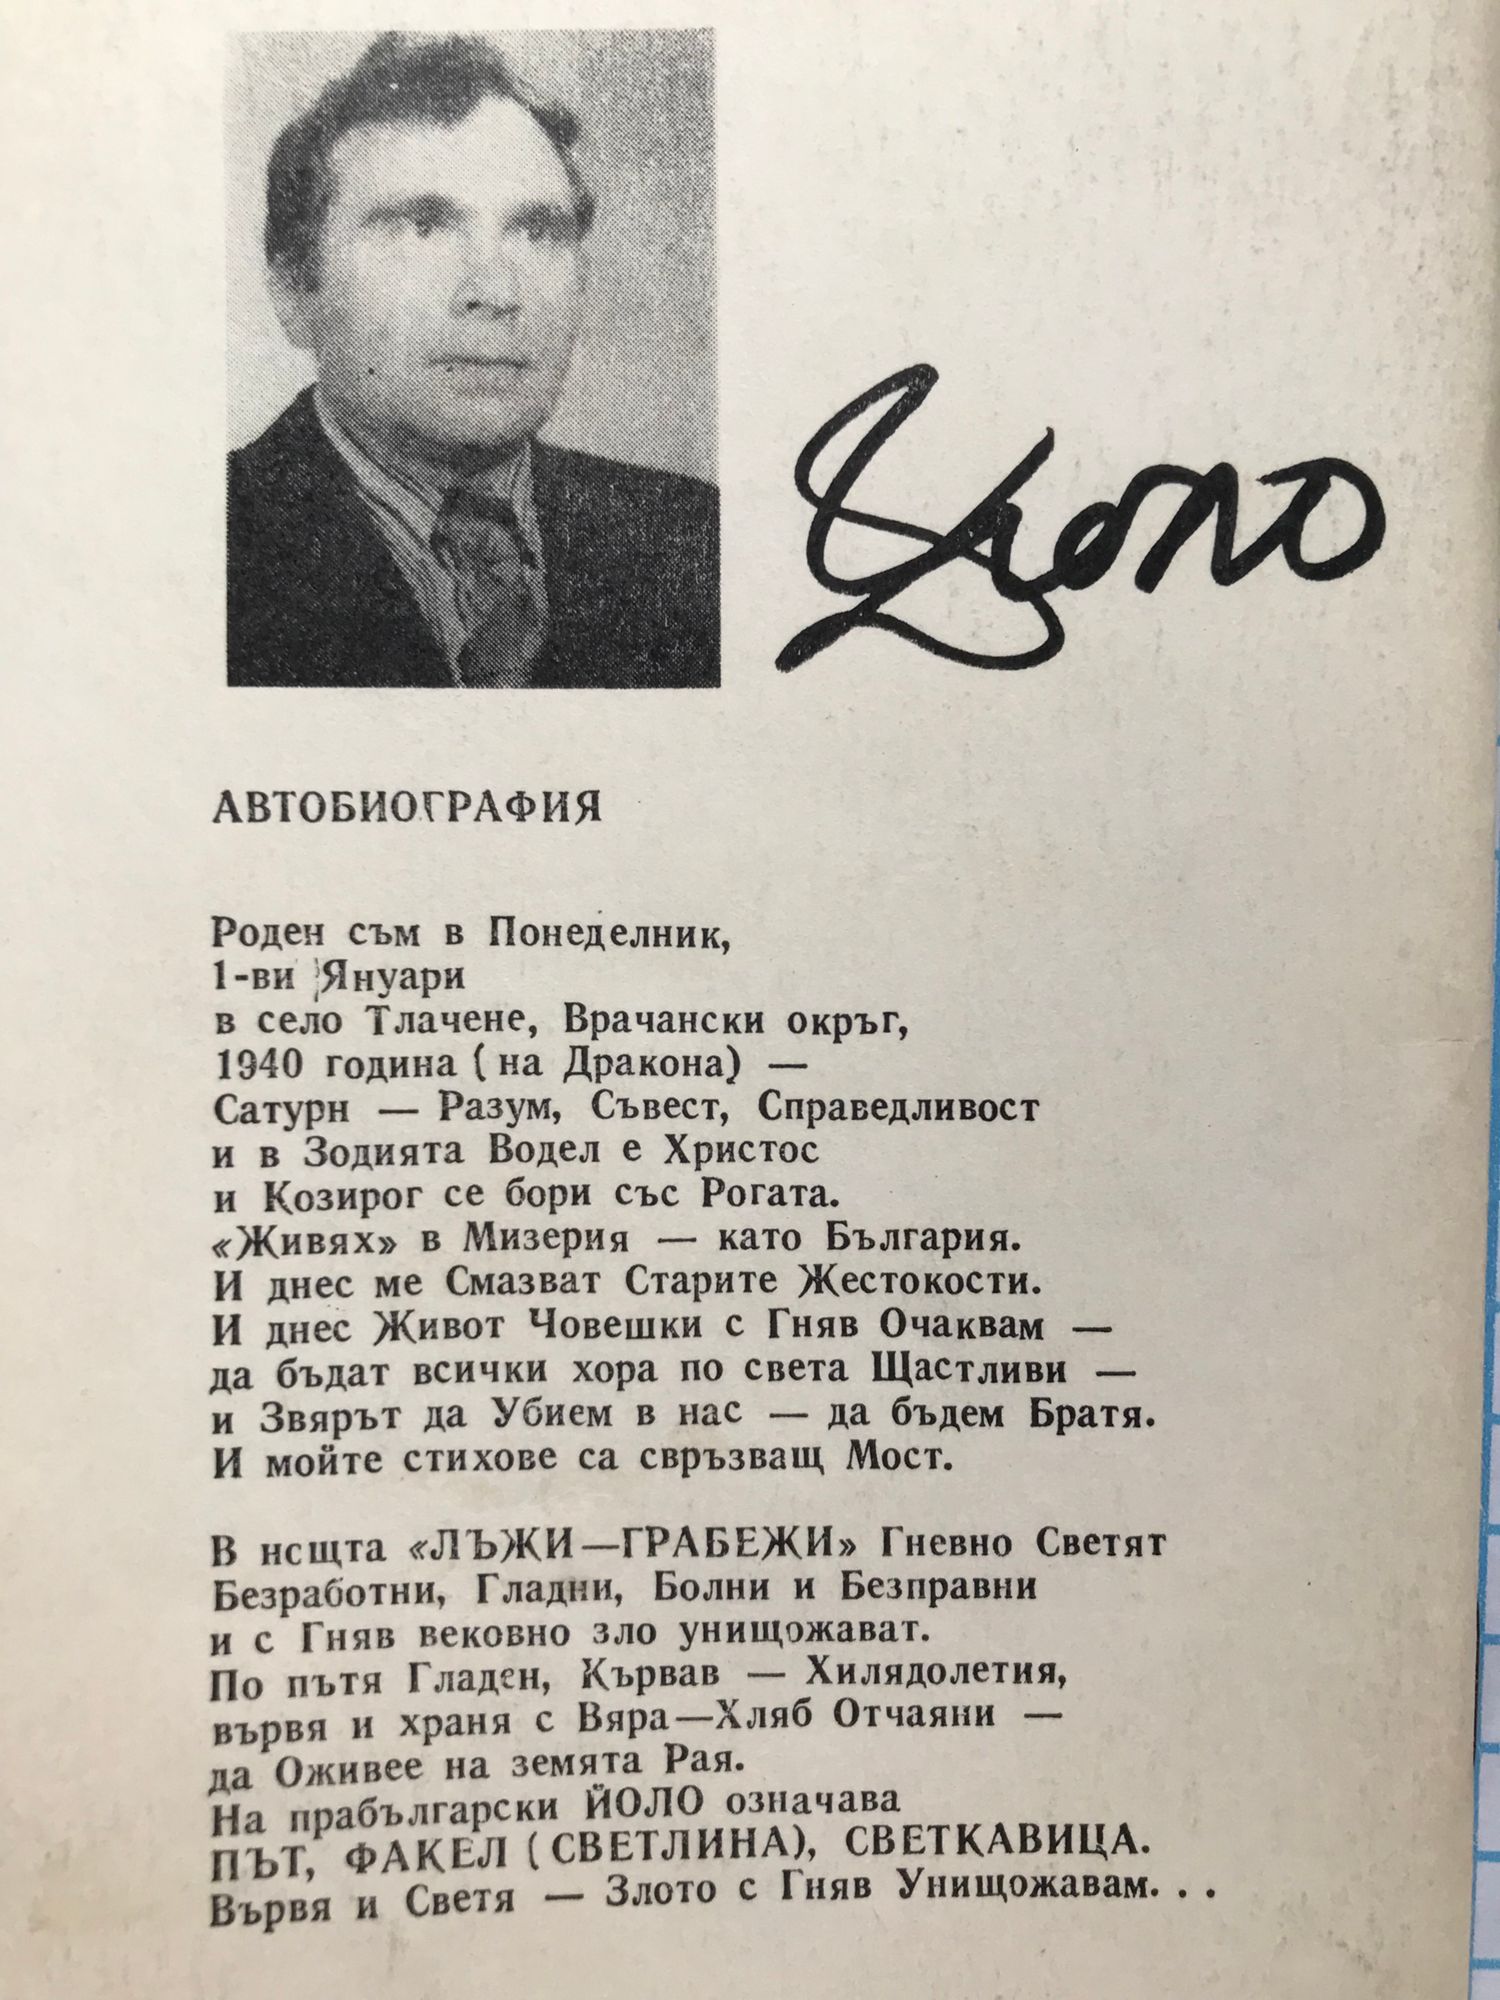 Йоло
АВТОБИОГРАФИЯ
Роден съм в Понеделник,
1-ви Януари
в село Тлачене, Врачански окръг,
1940 година (на Дракона) —
Сатурн — Разум, Съвест, Справедливост
и в Зодията Водел е Христос
и Козирог се бори със Рогата.
«Живях» в Мизерия — като България.
И днес ме Смазват Старите Жестокости.
И днес Живот Човешки с Гняв Очаквам —
да бъдат всички хора по света Щастливи —
и Звярът да Убием в нас — да бъдем Братя.
И мойте стихове са свръзващ Мост.
В нсщта «ЛЪЖИ—ГРАБЕЖИ» Гневно Светят
Безработни, Гладни, Болни и Безправни
и с Гняв вековно зло унищожават.
По пътя Гладен, Кървав — Хилядолетия,
вървя и храня с Вяра—Хляб Отчаяни —
да Оживее на земята Рая.
На прабългарски ЙОЛО означава
ПЪТ, ФАКЕЛ (СВЕТЛИНА), СВЕТКАВИЦА.
Вървя и Светя — Злото с Гняв Унищожавам. . .